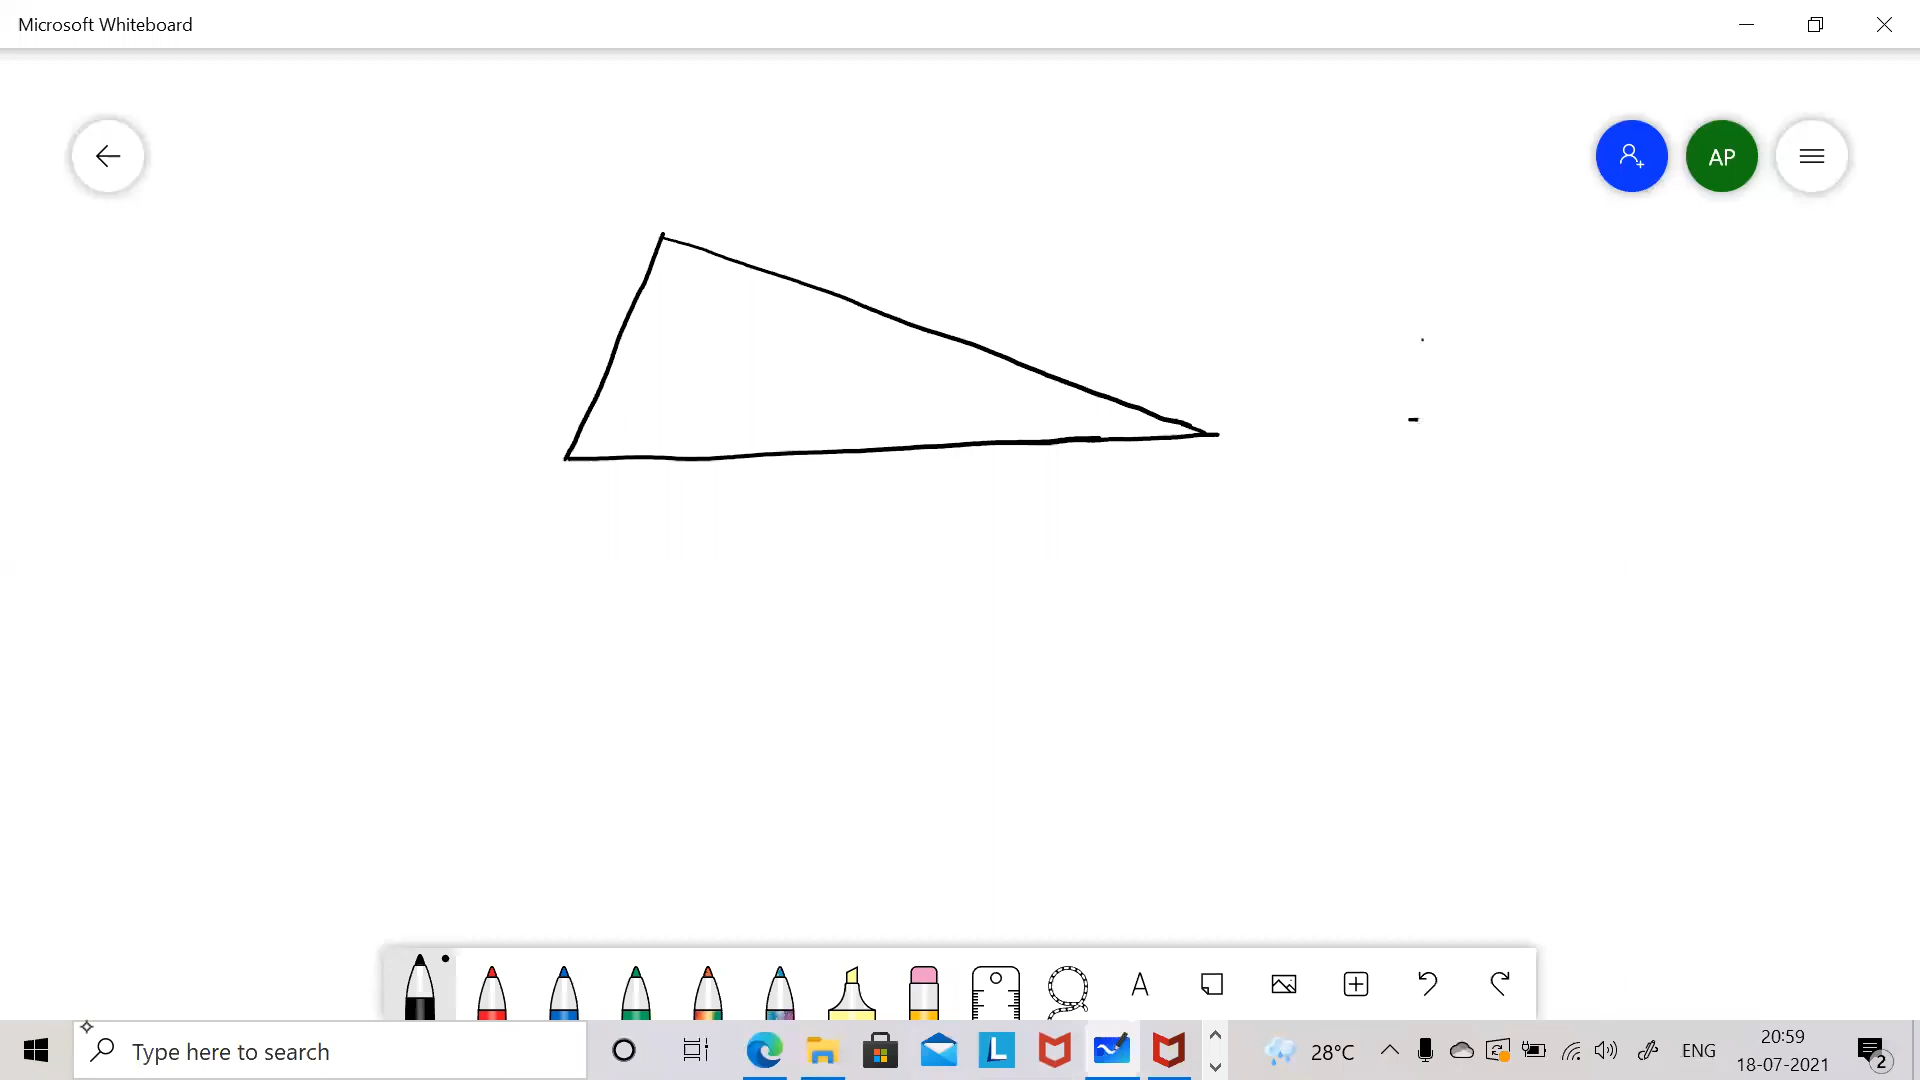 Microsoft Whiteboard
AP
A
Type here to search
L
28°C
ENG
20:59
18-07-2021
2